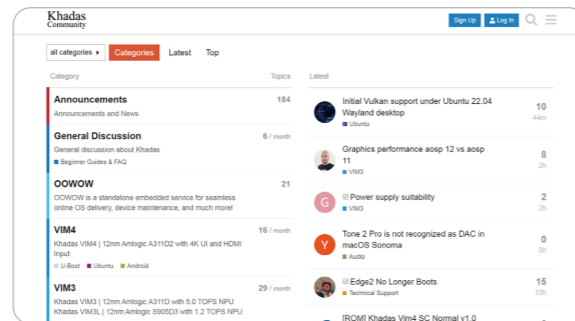 Khadas
Community
Sign Up
Log In
all categories
Categories
Latest
Top
Category
Topics
Announcements
184
Announcements and News
General Discussion
6 / month
General discussion about Khadas
Beginner Guides & FAQ
OOWOW
21
OOWOW is a standalone embedded service for seamless
online OS delivery, device maintenance, and much more!
VIM4
16 / month
Khadas VIM4 | 12nm Amlogic A311D2 with 4K UI and HDMI
Input
U-Boot
Ubuntu
Android
VIM3
29 / month
Khadas VIM3 | 12nm Amlogic A311D with 5.0 TOPS NPU
Khadas VIM3L | 12nm Amlogic S905D3 with 1.2 TOPS NPU
Latest
Initial Vulkan support under Ubuntu 22.04
Wayland desktop
Ubuntu
10
44m
Graphics performance aosp 12 vs aosp
11
VIM3
8
2h
G
Power supply suitability
VIM3
2
2h
Y
Tone 2 Pro is not recognized as DAC in
macOS Sonoma
Audio
0
5h
Edge2 No Longer Boots
Technical Support
15
10h
[ROM] Khadas Vim4 SC Normal v1.0